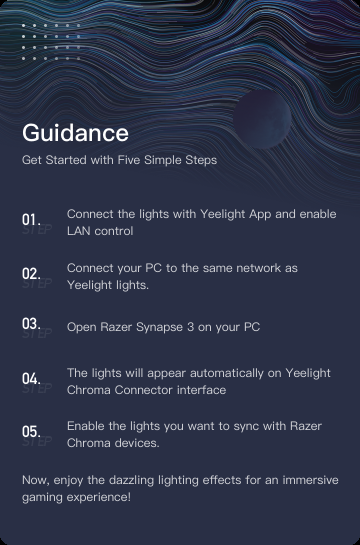 Guidance
Get Started with Five Simple Steps
01.
STEP
Connect the lights with Yeelight App and enable
LAN control
02.
STEP
Connect your PC to the same network as
Yeelight lights.
03.
STEP
Open Razer Synapse 3 on your PC
04.
STEP
The lights will appear automatically on Yeelight
Chroma Connector interface
05.
STEP
Enable the lights you want to sync with Razer
Chroma devices.
Now, enjoy the dazzling lighting effects for an immersive
gaming experience!